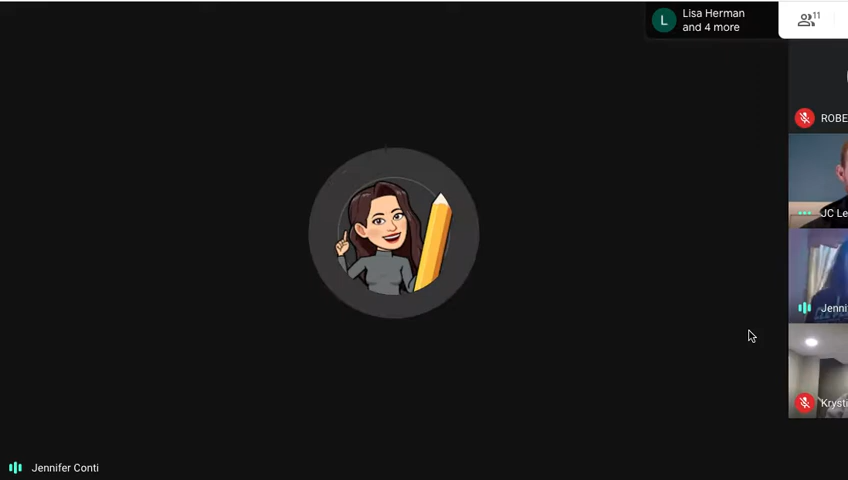 Lisa Herman
and 4 more
L
11
ROBE
JC Le
Jenni
Krysti
Jennifer Conti